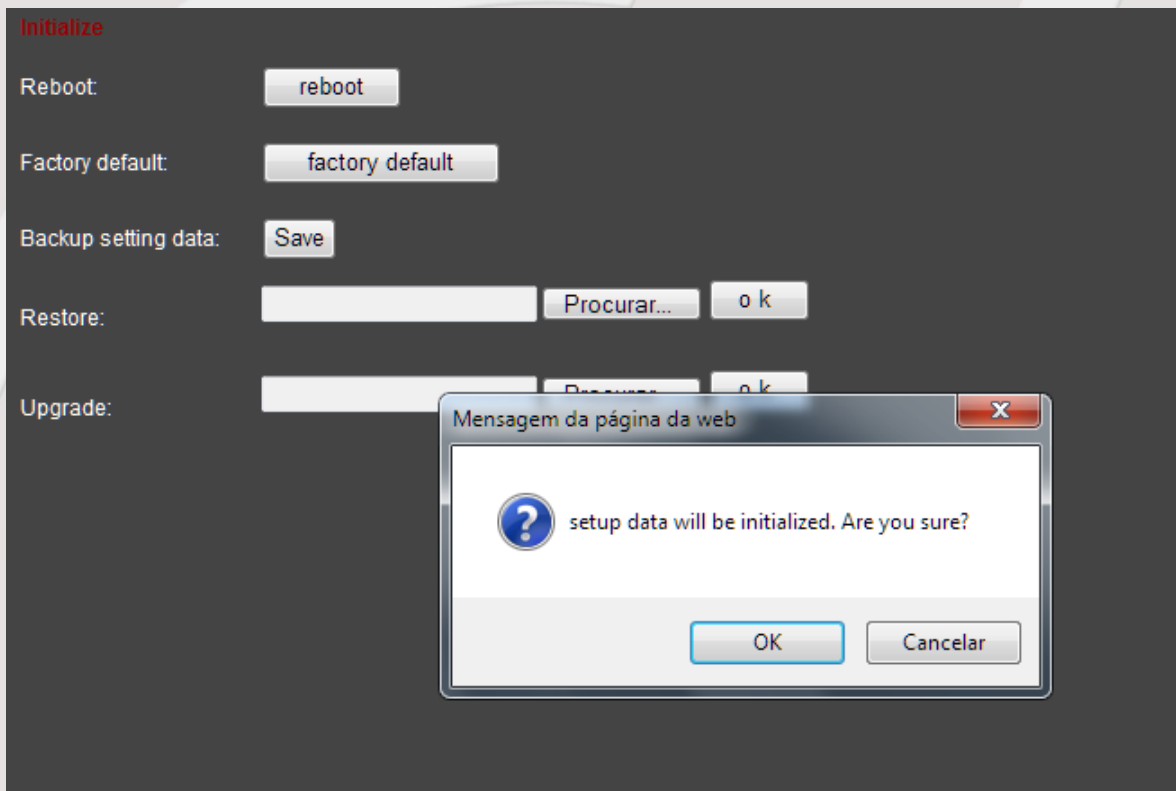 Initialize
Reboot: reboot
Factory default: factory default
Backup setting data: Save
Restore: Procurar... o k
Upgrade: Procurar... o k
Mensagem da página da web
setup data will be initialized. Are you sure?
OK Cancelar